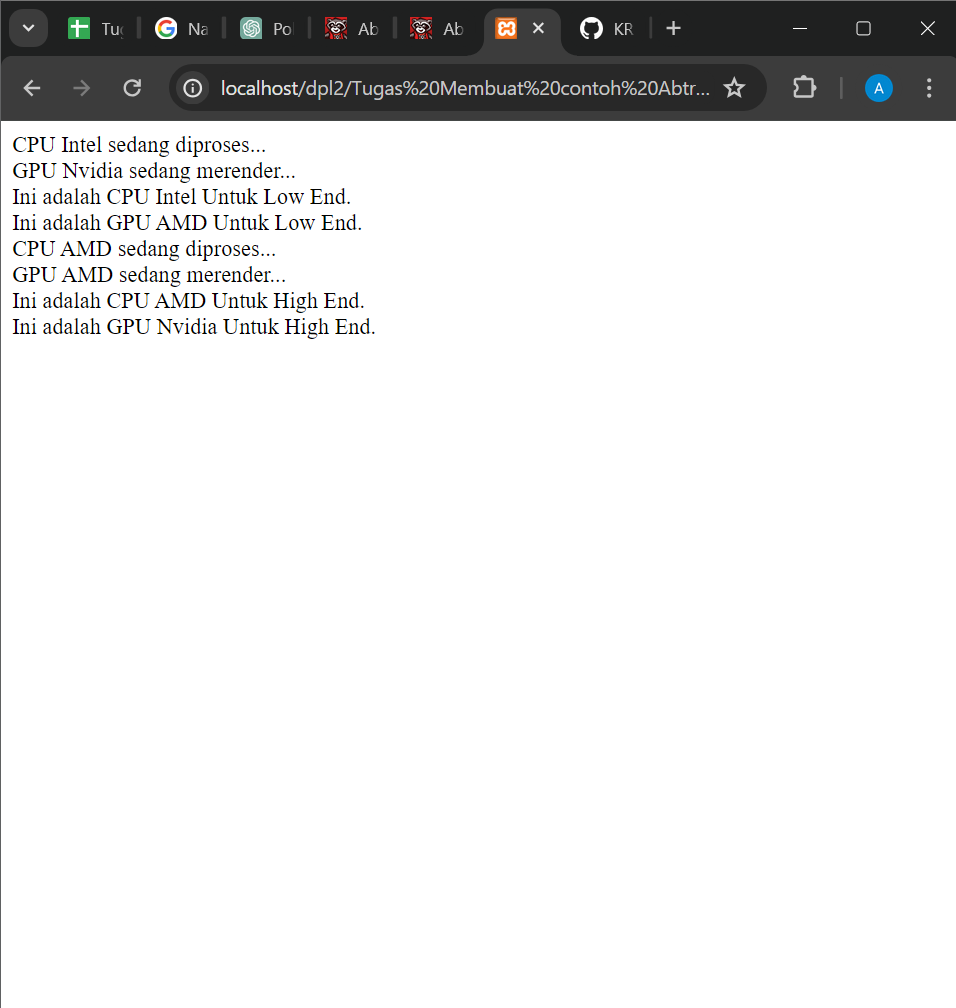 Tug
Na
Po
Ab
Ab
KR
localhost/dpl2/Tugas%20Membuat%20contoh%20Abtr...
A
CPU Intel sedang diproses...
GPU Nvidia sedang merender...
Ini adalah CPU Intel Untuk Low End.
Ini adalah GPU AMD Untuk Low End.
CPU AMD sedang diproses...
GPU AMD sedang merender...
Ini adalah CPU AMD Untuk High End.
Ini adalah GPU Nvidia Untuk High End.